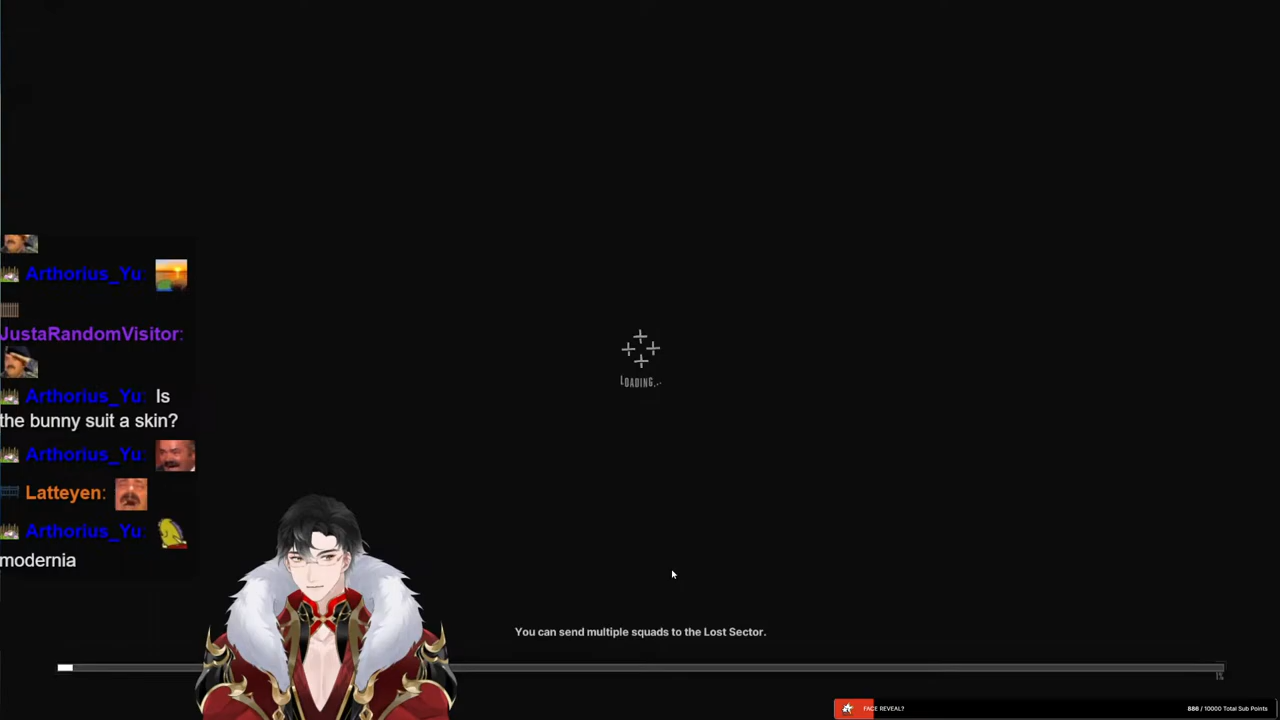 Arthorius_Yu:
JustaRandomVisitor:
Arthorius_Yu: Is
the bunny suit a skin?
Arthorius_Yu:
Latteyen:
Arthorius_Yu:
modernia
LOADING...
You can send multiple squads to the Lost Sector.
1%
FACE REVEAL? 886 / 10000 Total Sub Points